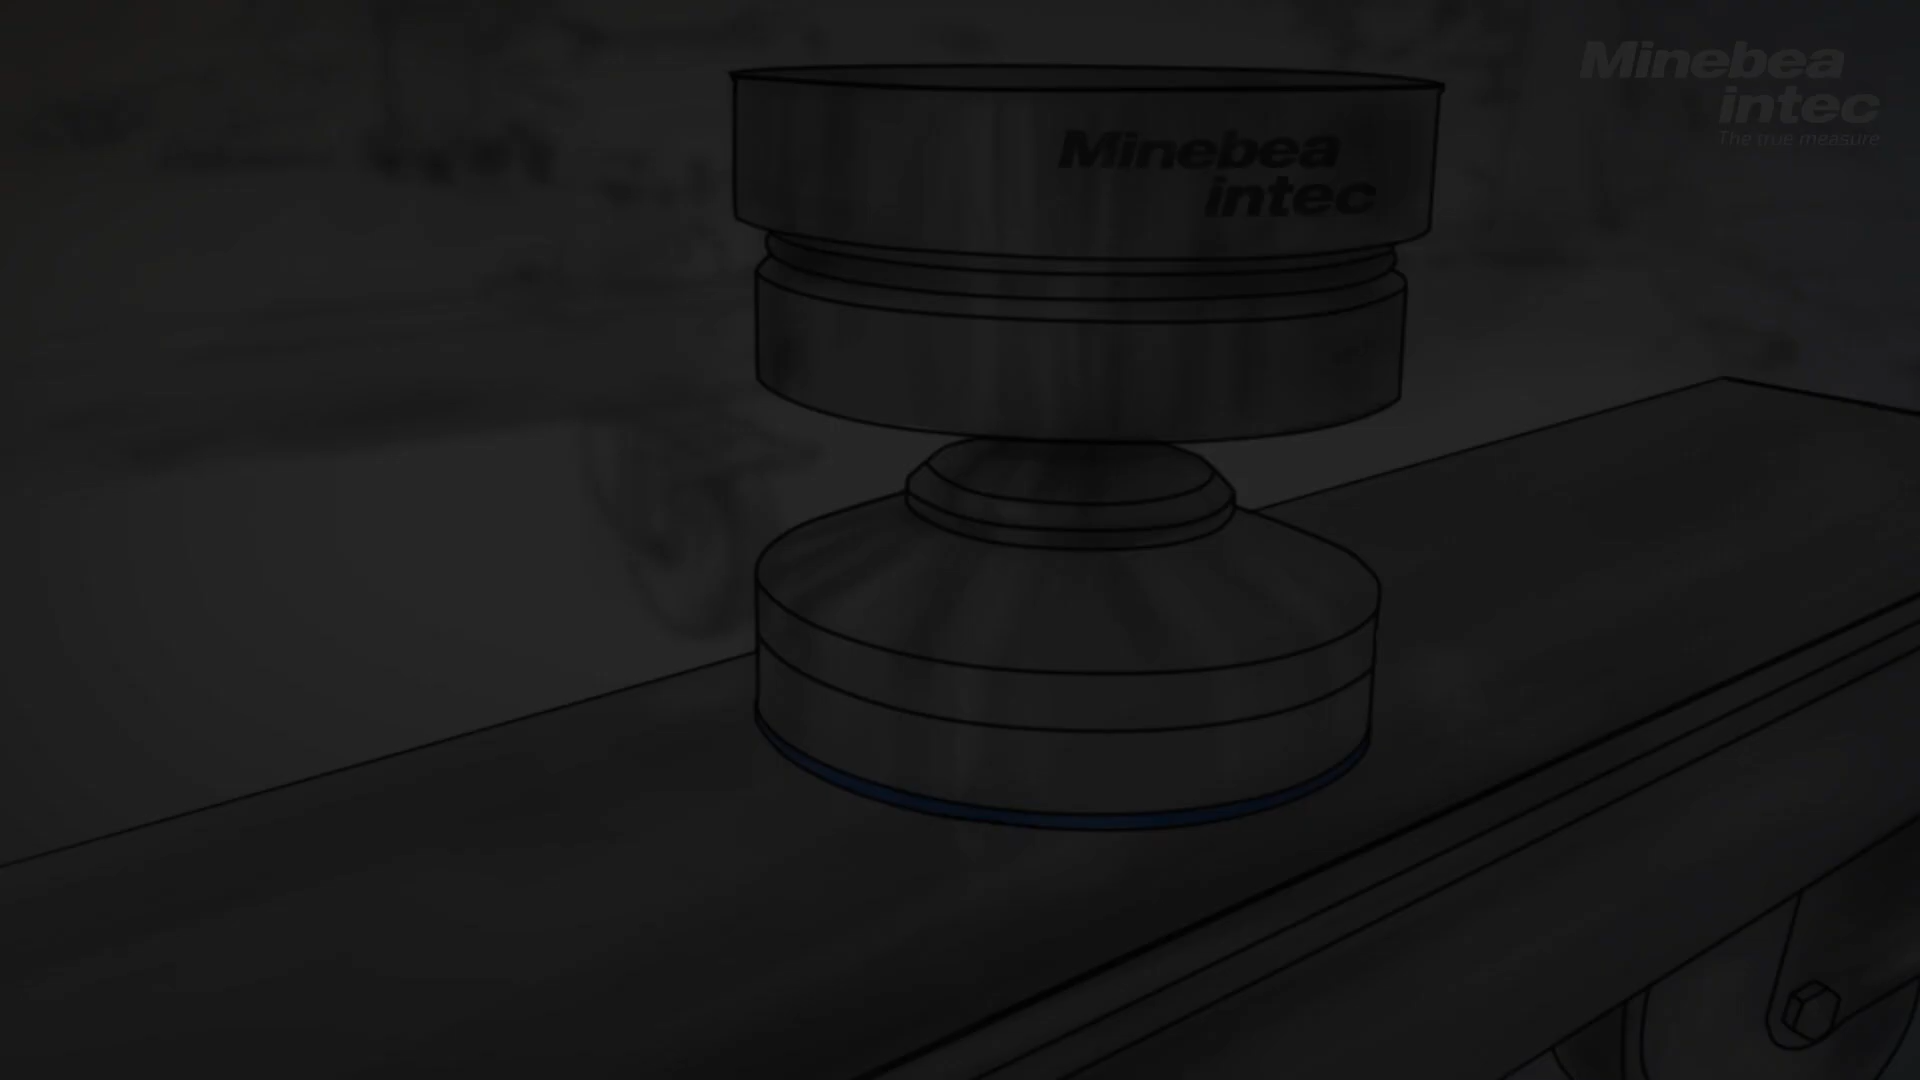 Minebea
intec
The true measure
Minebea
intec